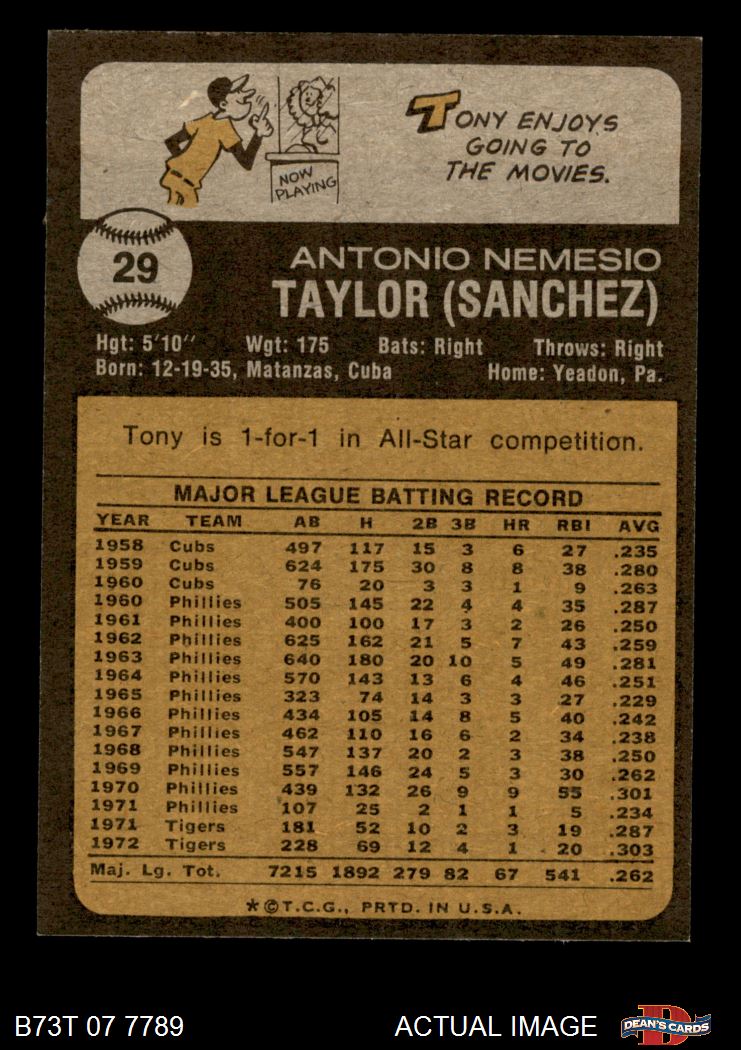 TONY ENJOYS
GOING TO
THE MOVIES.
NOW
PLAYING
29
ANTONIO NEMESIO
TAYLOR (SANCHEZ)
Hgt: 5'10" Wgt: 175 Bats: Right Throws: Right
Born: 12-19-35, Matanzas, Cuba Home: Yeadon, Pa.
Tony is 1-for-1 in All-Star competition.
MAJOR LEAGUE BATTING RECORD
YEAR TEAM AB H 2B 3B HR RBI AVG
1958 Cubs 497 117 15 3 6 27 .235
1959 Cubs 624 175 30 8 8 38 .280
1960 Cubs 76 20 3 3 1 9 .263
1960 Phillies 505 145 22 4 4 35 .287
1961 Phillies 400 100 17 3 2 26 .250
1962 Phillies 625 162 21 5 7 43 .259
1963 Phillies 640 180 20 10 5 49 .281
1964 Phillies 570 143 13 6 4 46 .251
1965 Phillies 323 74 14 3 3 27 .229
1966 Phillies 434 105 14 8 5 40 .242
1967 Phillies 462 110 16 6 2 34 .238
1968 Phillies 547 137 20 2 3 38 .250
1969 Phillies 557 146 24 5 3 30 .262
1970 Phillies 439 132 26 9 9 55 .301
1971 Phillies 107 25 2 1 1 5 .234
1971 Tigers 181 52 10 2 3 19 .287
1972 Tigers 228 69 12 4 1 20 .303
Maj. Lg. Tot. 7215 1892 279 82 67 541 .262
*©T.C.G., PRTD. IN U.S.A.
B73T 07 7789 ACTUAL IMAGE
D
DEAN'S CARDS